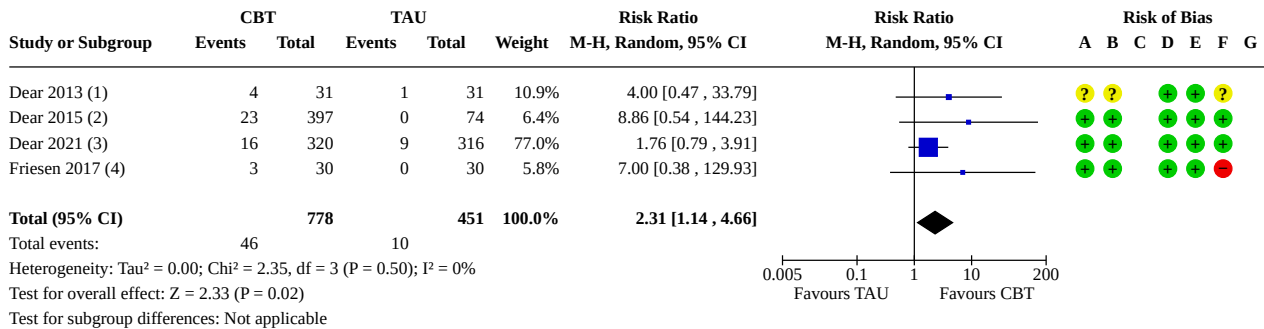 CBT TAU Risk Ratio Risk Ratio Risk of Bias
Study or Subgroup Events Total Events Total Weight M-H, Random, 95% CI M-H, Random, 95% CI A B C D E F G
Dear 2013 (1) 4 31 1 31 10.9% 4.00 [0.47 , 33.79] ? ? + + ?
Dear 2015 (2) 23 397 0 74 6.4% 8.86 [0.54 , 144.23] + + + + +
Dear 2021 (3) 16 320 9 316 77.0% 1.76 [0.79 , 3.91] + + + + +
Friesen 2017 (4) 3 30 0 30 5.8% 7.00 [0.38 , 129.93] + + + + −
Total (95% CI) 778 451 100.0% 2.31 [1.14 , 4.66]
Total events: 46 10
Heterogeneity: Tau² = 0.00; Chi² = 2.35, df = 3 (P = 0.50); I² = 0%
0.005 0.1 1 10 200
Test for overall effect: Z = 2.33 (P = 0.02) Favours TAU Favours CBT
Test for subgroup differences: Not applicable